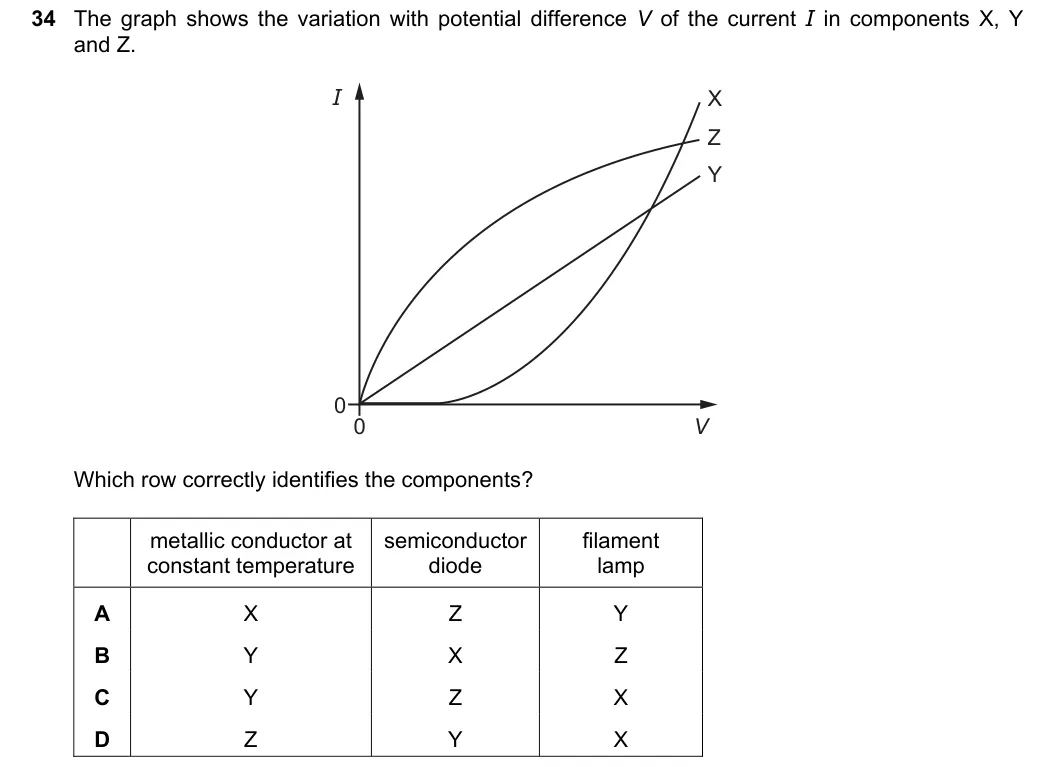 34 The graph shows the variation with potential difference V of the current I in components X, Y
and Z.
I
X
Z
Y
0
0
V
Which row correctly identifies the components?
metallic conductor at constant temperature semiconductor diode filament lamp
A X Z Y
B Y X Z
C Y Z X
D Z Y X